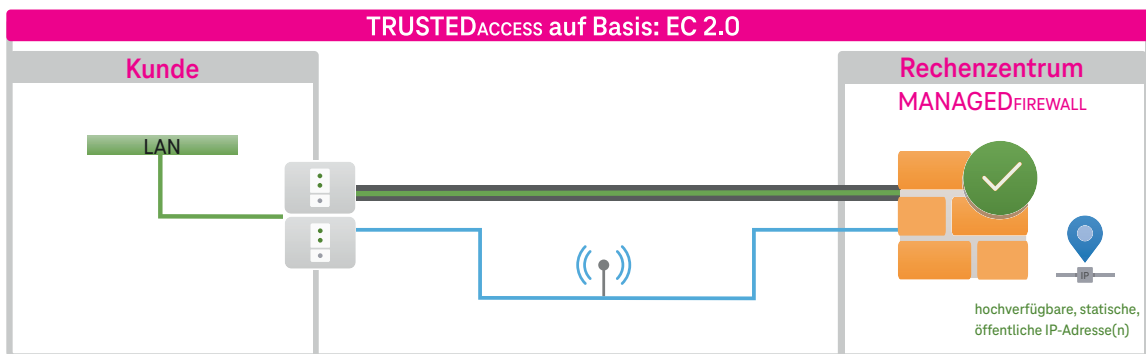 TRUSTEDACCESS auf Basis: EC 2.0
Kunde
Rechenzentrum
MANAGEDFIREWALL
LAN
IP
hochverfügbare, statische,
öffentliche IP-Adresse(n)